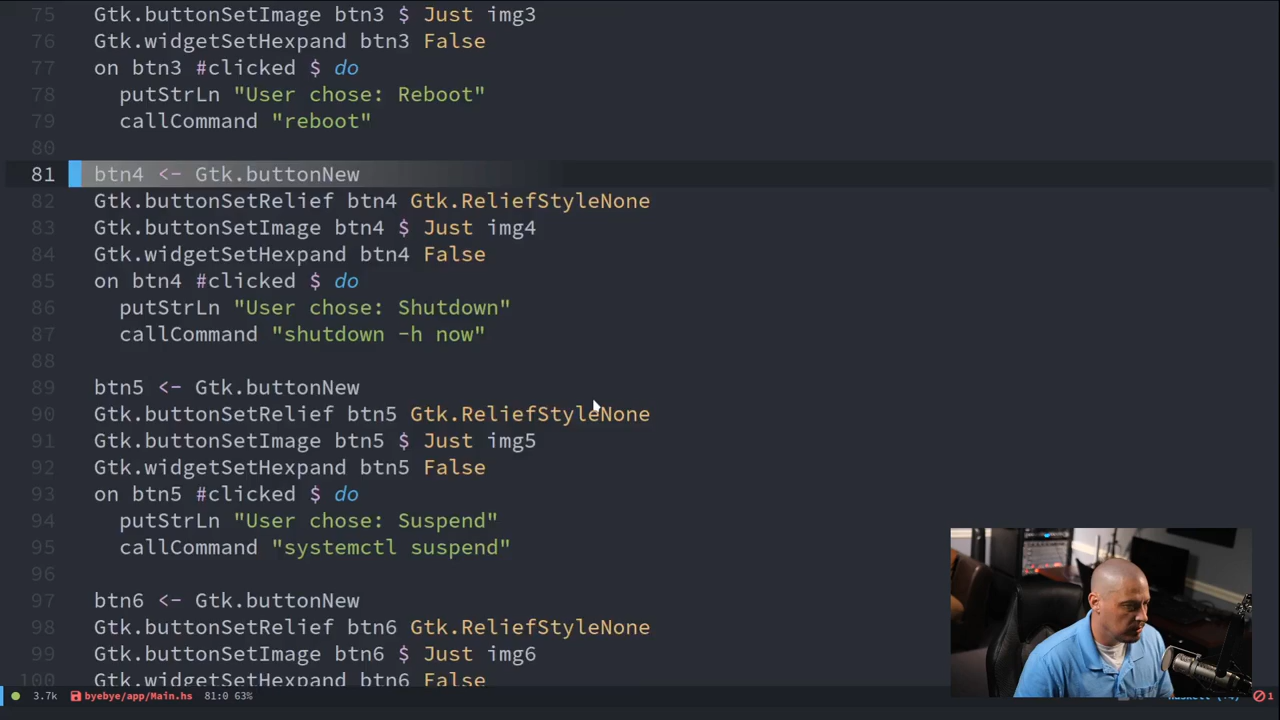 75 Gtk.buttonSetImage btn3 $ Just img3
76 Gtk.widgetSetHexpand btn3 False
77 on btn3 #clicked $ do
78 putStrLn "User chose: Reboot"
79 callCommand "reboot"
80
81 btn4 <- Gtk.buttonNew
82 Gtk.buttonSetRelief btn4 Gtk.ReliefStyleNone
83 Gtk.buttonSetImage btn4 $ Just img4
84 Gtk.widgetSetHexpand btn4 False
85 on btn4 #clicked $ do
86 putStrLn "User chose: Shutdown"
87 callCommand "shutdown -h now"
88
89 btn5 <- Gtk.buttonNew
90 Gtk.buttonSetRelief btn5 Gtk.ReliefStyleNone
91 Gtk.buttonSetImage btn5 $ Just img5
92 Gtk.widgetSetHexpand btn5 False
93 on btn5 #clicked $ do
94 putStrLn "User chose: Suspend"
95 callCommand "systemctl suspend"
96
97 btn6 <- Gtk.buttonNew
98 Gtk.buttonSetRelief btn6 Gtk.ReliefStyleNone
99 Gtk.buttonSetImage btn6 $ Just img6
100 Gtk.widgetSetHexpand btn6 False
3.7k byebye/app/Main.hs 81:0 63% 1